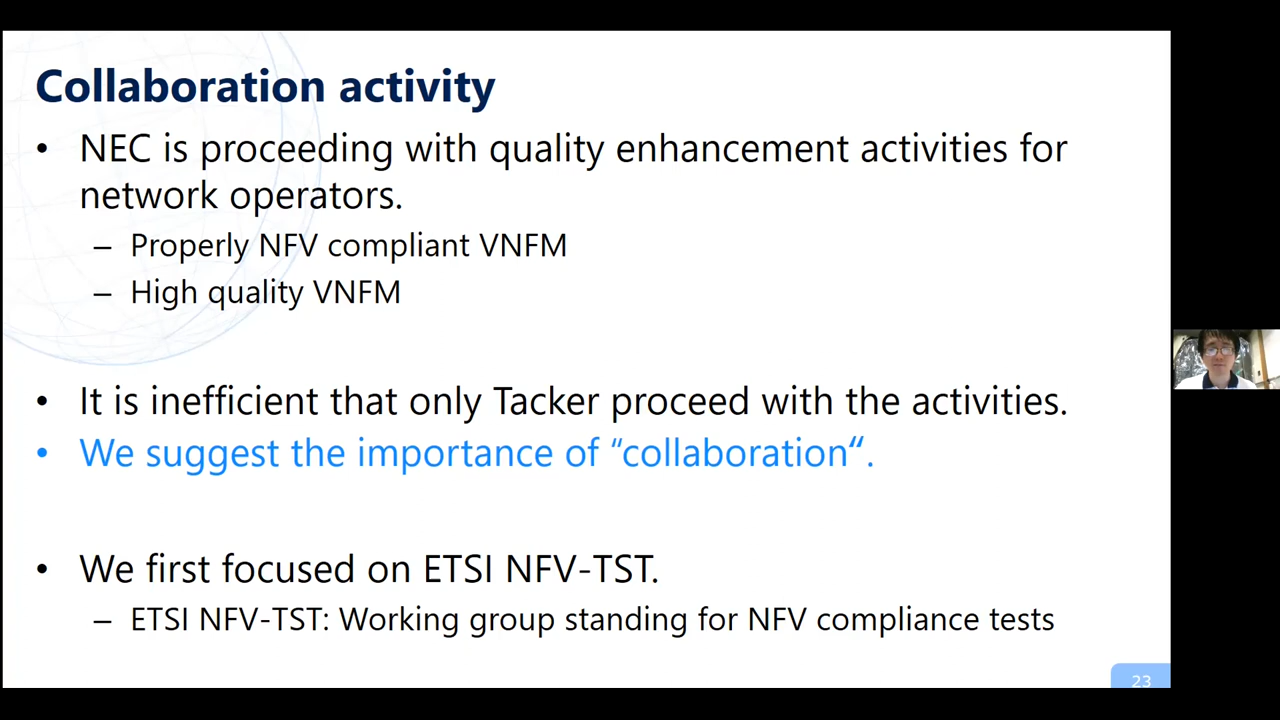 Collaboration activity
• NEC is proceeding with quality enhancement activities for
network operators.
– Properly NFV compliant VNFM
– High quality VNFM
• It is inefficient that only Tacker proceed with the activities.
• We suggest the importance of “collaboration“.
• We first focused on ETSI NFV-TST.
– ETSI NFV-TST: Working group standing for NFV compliance tests
23